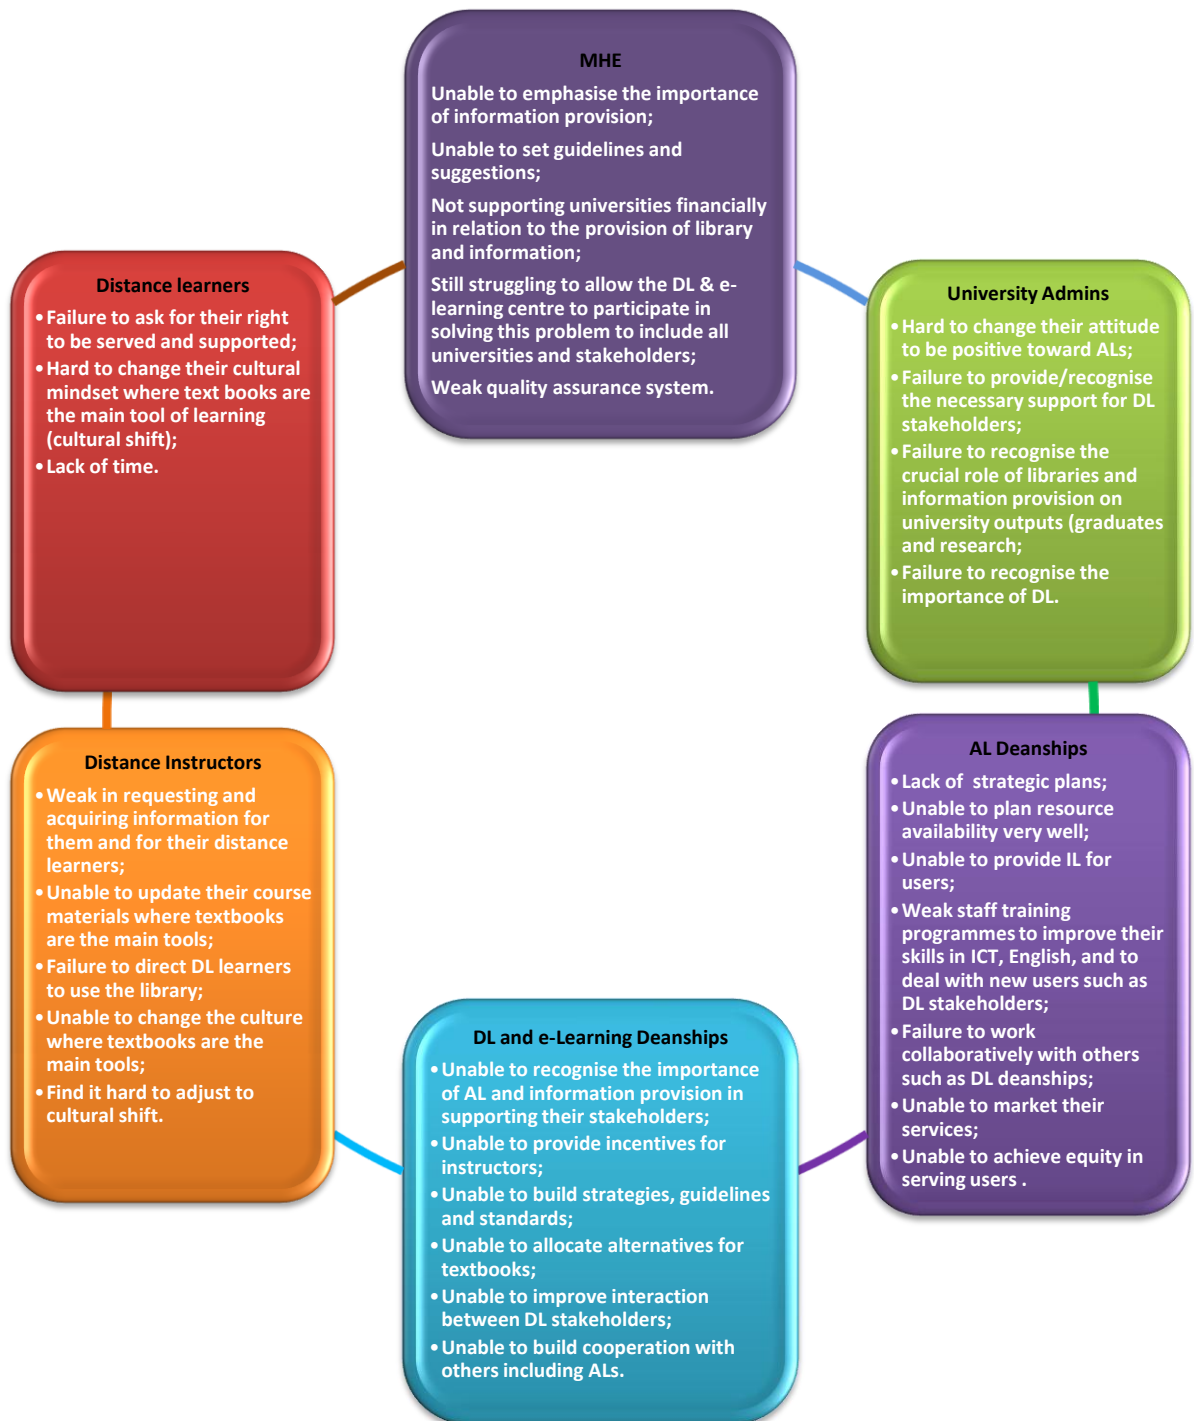 MHE
Unable to emphasise the importance
of information provision;
Unable to set guidelines and
suggestions;
Not supporting universities financially
in relation to the provision of library
and information;
Still struggling to allow the DL & e-
learning centre to participate in
solving this problem to include all
universities and stakeholders;
Weak quality assurance system.
University Admins
• Hard to change their attitude
to be positive toward ALs;
• Failure to provide/recognise
the necessary support for DL
stakeholders;
• Failure to recognise the
crucial role of libraries and
information provision on
university outputs (graduates
and research;
• Failure to recognise the
importance of DL.
AL Deanships
• Lack of strategic plans;
• Unable to plan resource
availability very well;
• Unable to provide IL for
users;
• Weak staff training
programmes to improve their
skills in ICT, English, and to
deal with new users such as
DL stakeholders;
• Failure to work
collaboratively with others
such as DL deanships;
• Unable to market their
services;
• Unable to achieve equity in
serving users .
DL and e-Learning Deanships
• Unable to recognise the importance
of AL and information provision in
supporting their stakeholders;
• Unable to provide incentives for
instructors;
• Unable to build strategies, guidelines
and standards;
• Unable to allocate alternatives for
textbooks;
• Unable to improve interaction
between DL stakeholders;
• Unable to build cooperation with
others including ALs.
Distance Instructors
• Weak in requesting and
acquiring information for
them and for their distance
learners;
• Unable to update their course
materials where textbooks
are the main tools;
• Failure to direct DL learners
to use the library;
• Unable to change the culture
where textbooks are the
main tools;
• Find it hard to adjust to
cultural shift.
Distance learners
• Failure to ask for their right
to be served and supported;
• Hard to change their cultural
mindset where text books are
the main tool of learning
(cultural shift);
• Lack of time.